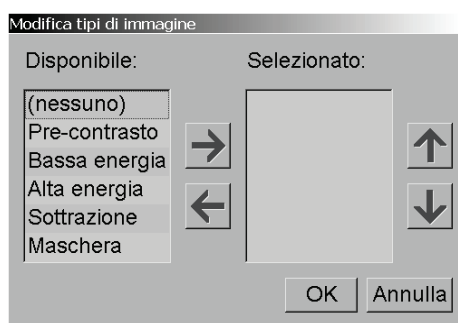 Modifica tipi di immagine
Disponibile:
Selezionato:
(nessuno)
Pre-contrasto
Bassa energia
Alta energia
Sottrazione
Maschera
OK
Annulla